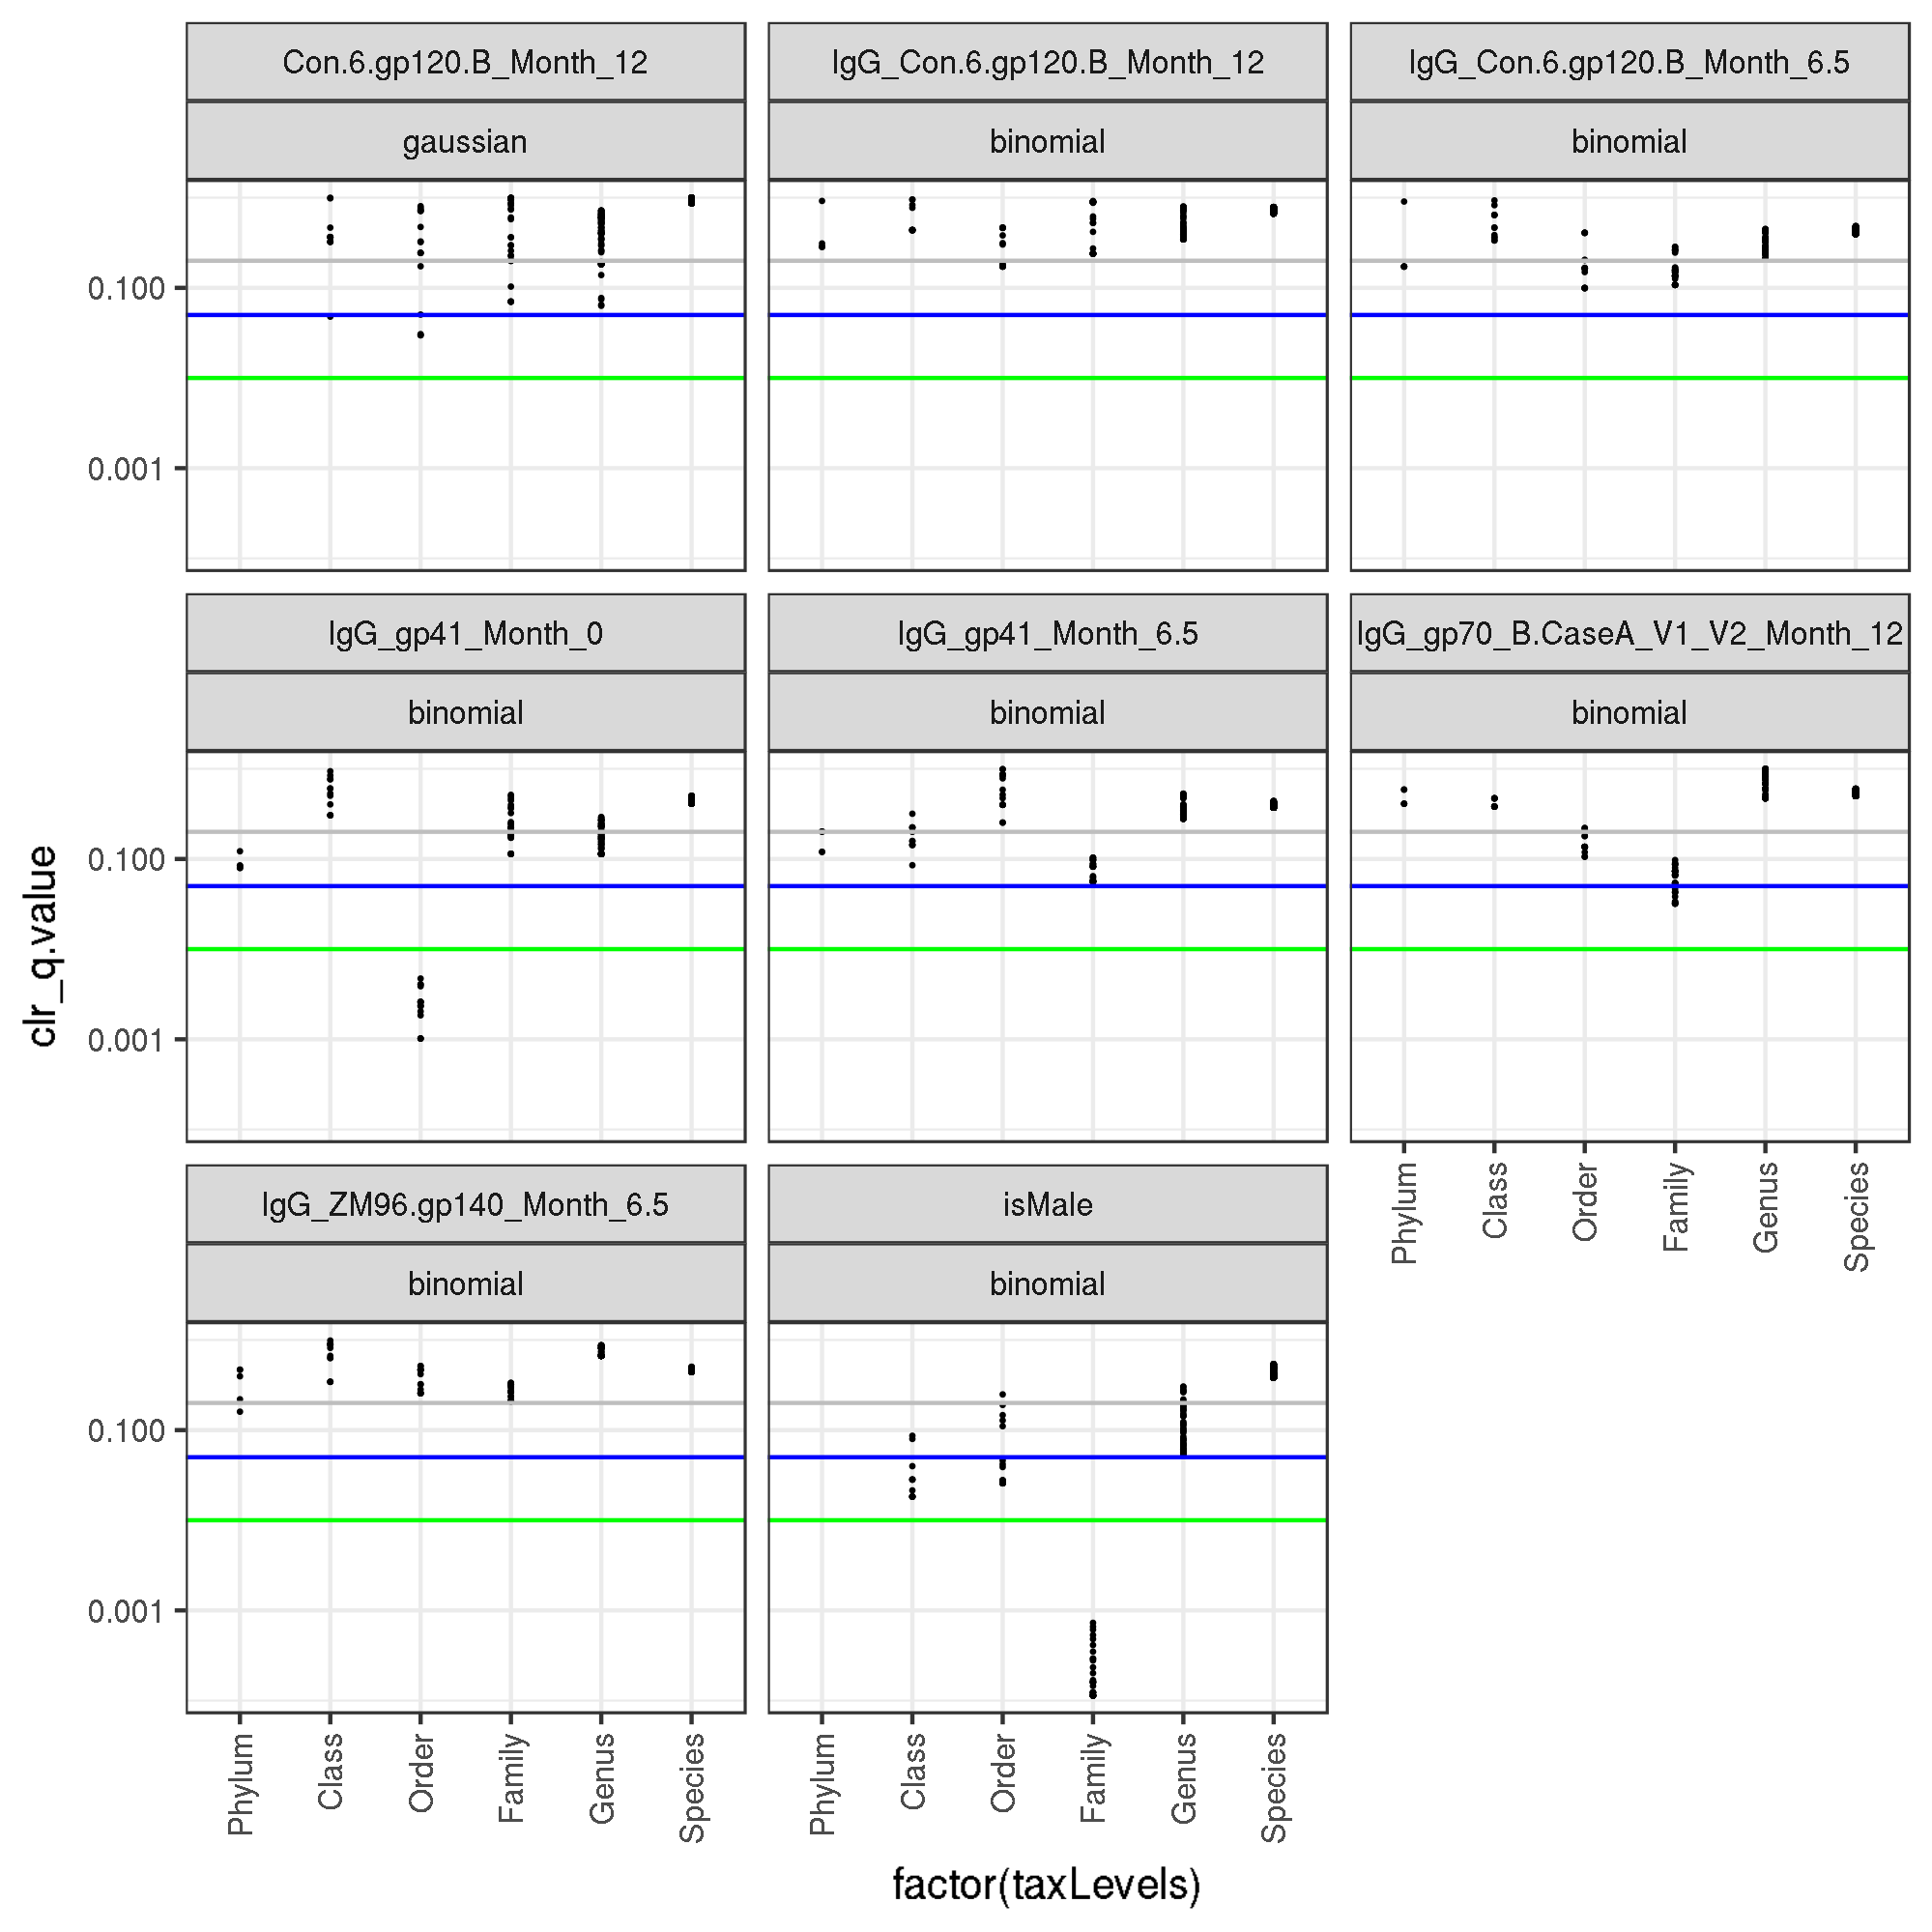 Con.6.gp120.B_Month_12
IgG_Con.6.gp120.B_Month_12
IgG_Con.6.gp120.B_Month_6.5
gaussian
binomial
binomial
0.100
0.001
IgG_gp41_Month_0
IgG_gp41_Month_6.5
IgG_gp70_B.CaseA_V1_V2_Month_12
binomial
binomial
binomial
0.100
0.001
clr_q.value
Phylum
Class
Order
Family
Genus
Species
IgG_ZM96.gp140_Month_6.5
isMale
binomial
binomial
0.100
0.001
Phylum
Class
Order
Family
Genus
Species
Phylum
Class
Order
Family
Genus
Species
factor(taxLevels)